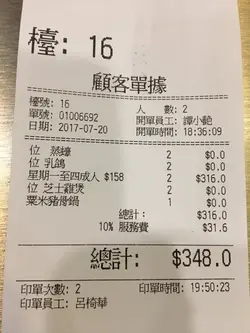 檯: 16
顧客單據
檯號: 16 人 數: 2
單號: 01006692 開單員工: 譚小艶
日期: 2017-07-20 開單時間: 18:36:09
位 蒸蠔 2 $0.0
位 乳鴿 2 $0.0
星期一至四成人 $158 2 $316.0
位 芝士雞煲 2 $0.0
粟米豬骨鍋 1 $0.0
總計: $316.0
10% 服務費 $31.6
總計: $348.0
印單次數: 2 印單時間: 19:50:23
印單員工: 呂椅華